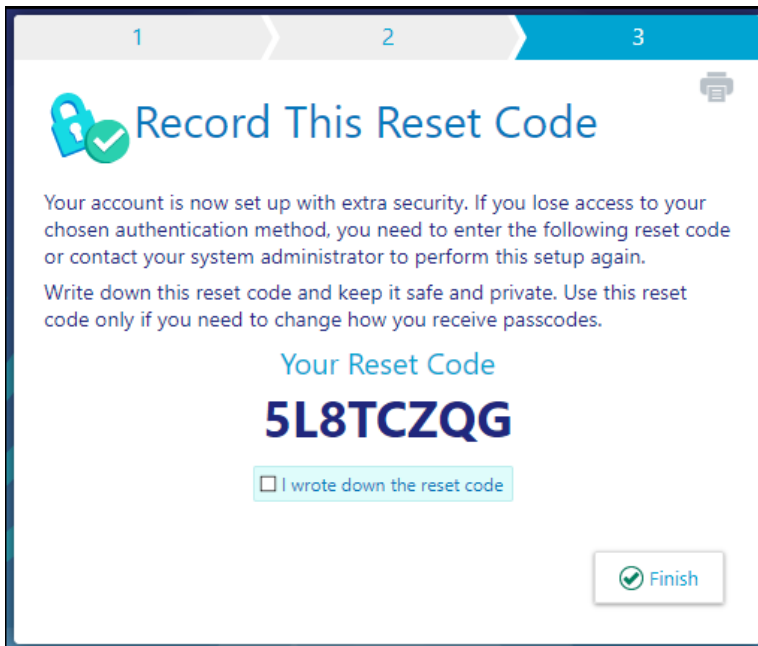 1
2
3
Record This Reset Code
Your account is now set up with extra security. If you lose access to your
chosen authentication method, you need to enter the following reset code
or contact your system administrator to perform this setup again.
Write down this reset code and keep it safe and private. Use this reset
code only if you need to change how you receive passcodes.
Your Reset Code
5L8TCZQG
I wrote down the reset code
Finish